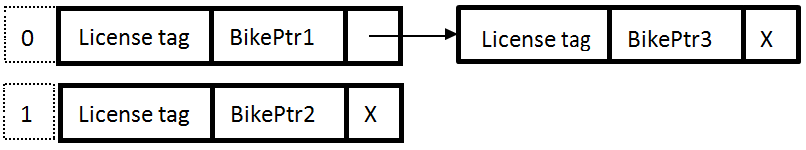 0 License tag BikePtr1 License tag BikePtr3 X
1 License tag BikePtr2 X